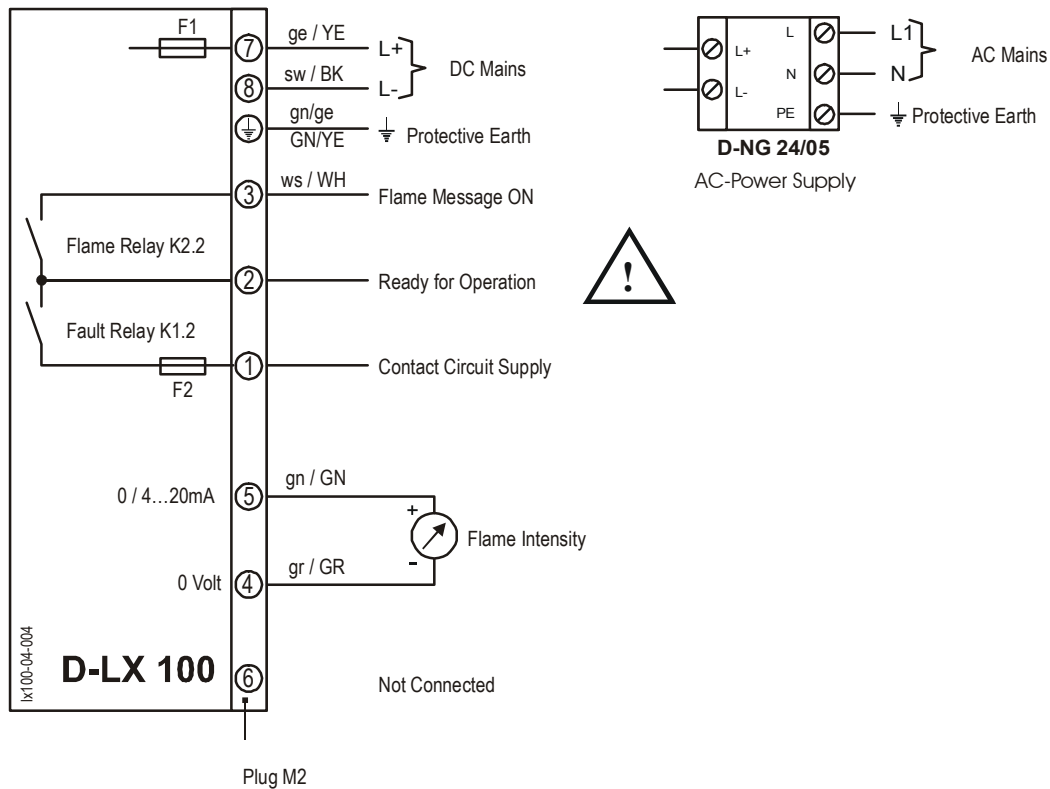 F1
7
ge / YE
L+
8
sw / BK
L-
DC Mains
gn/ge
GN/YE
Protective Earth
3
ws / WH
Flame Message ON
Flame Relay K2.2
2
Ready for Operation
Fault Relay K1.2
F2
1
Contact Circuit Supply
0 / 4...20mA
5
gn / GN
+
Flame Intensity
-
0 Volt
4
gr / GR
lx100-04-004
D-LX 100
6
Not Connected
Plug M2
L+
L-
L
N
PE
L1
N
AC Mains
Protective Earth
D-NG 24/05
AC-Power Supply
!